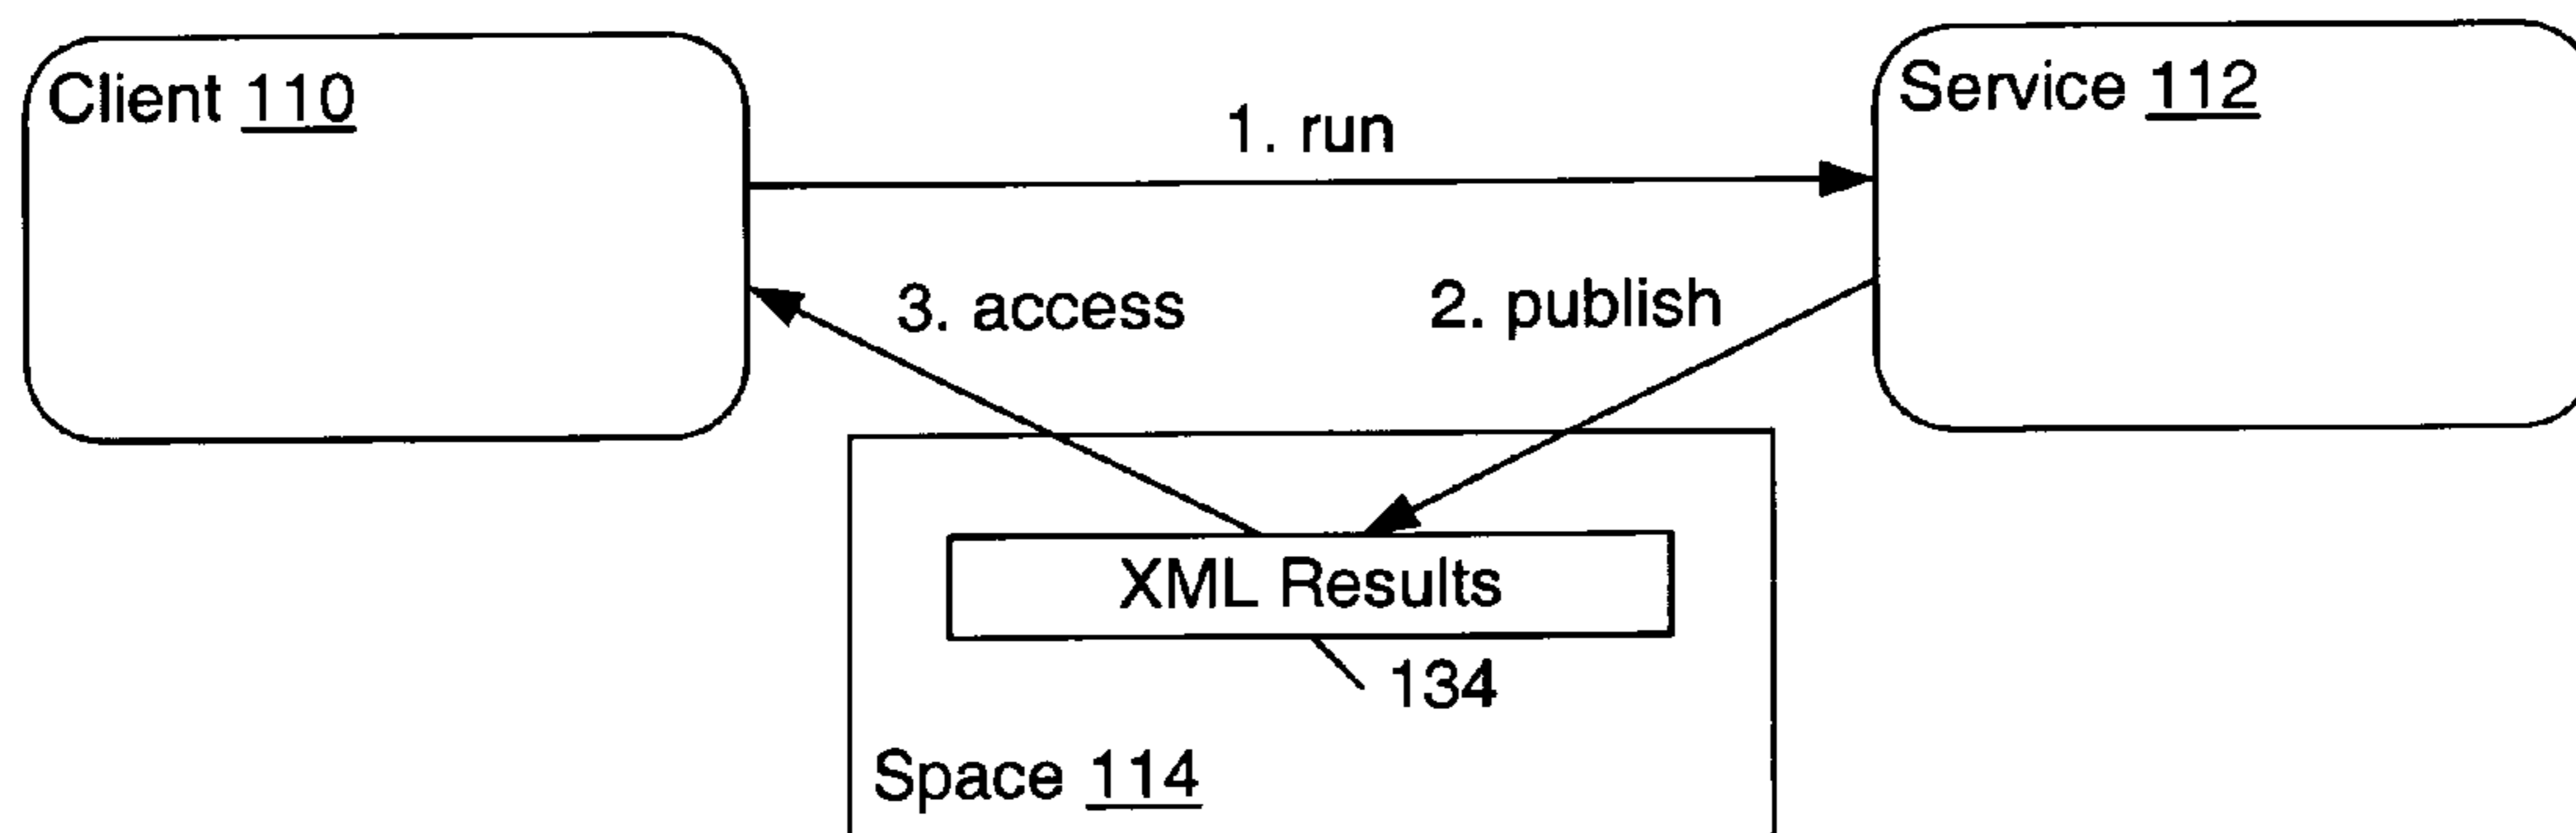 Client 110
Service 112
1. run
3. access
2. publish
XML Results
134
Space 114